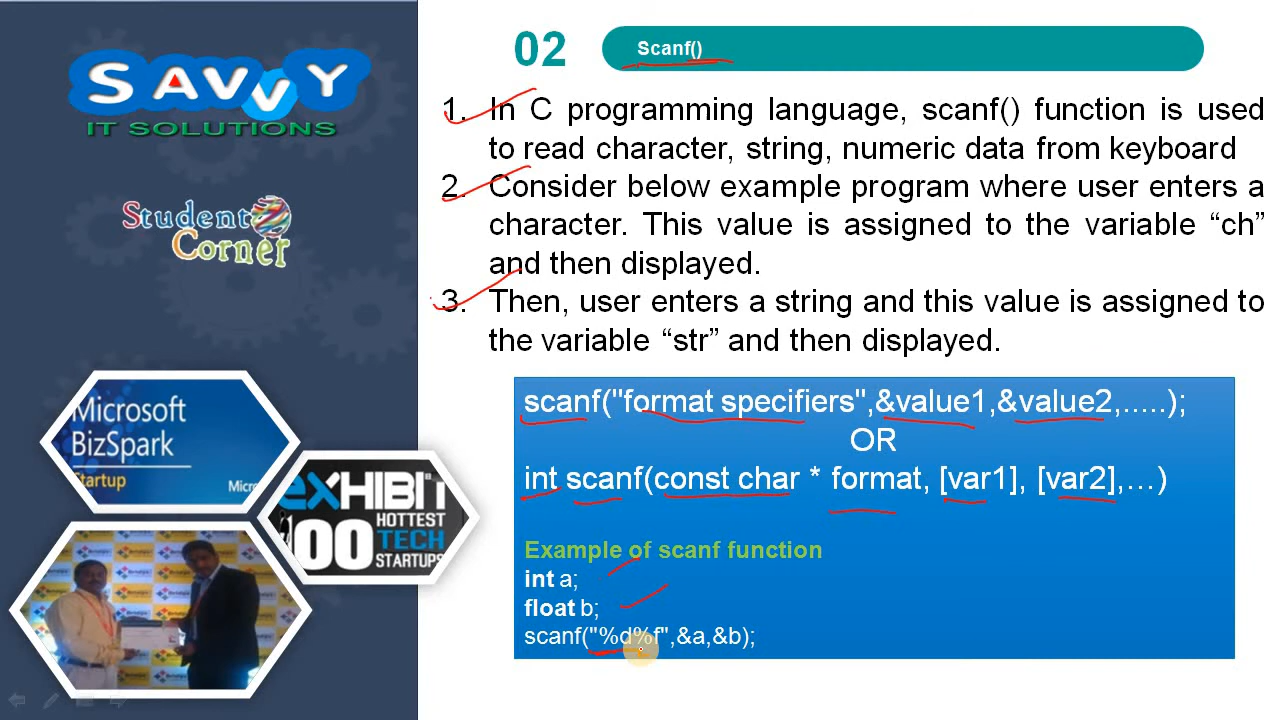 SAVVY
IT SOLUTIONS
Student
Corner
Microsoft
BizSpark
Startup
Micr
EXHIBIT
100
HOTTEST
TECH
STARTUPS
02
Scanf()
1. In C programming language, scanf() function is used
to read character, string, numeric data from keyboard
2. Consider below example program where user enters a
character. This value is assigned to the variable “ch”
and then displayed.
3. Then, user enters a string and this value is assigned to
the variable “str” and then displayed.
scanf("format specifiers",&value1,&value2,.....);
OR
int scanf(const char * format, [var1], [var2],…)
Example of scanf function
int a;
float b;
scanf("%d%f",&a,&b);